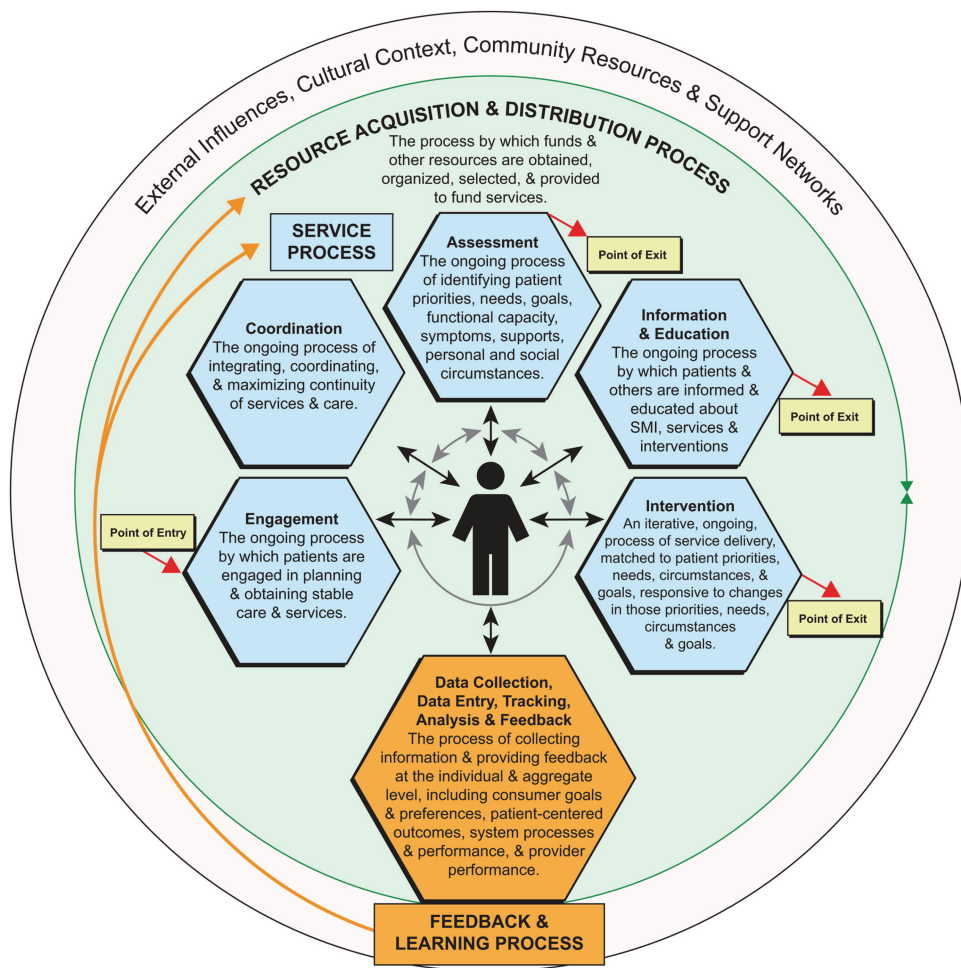 External Influences, Cultural Context, Community Resources & Support Networks
RESOURCE ACQUISITION & DISTRIBUTION PROCESS
The process by which funds &
other resources are obtained,
organized, selected, & provided
to fund services.
SERVICE
PROCESS
Assessment
The ongoing process
of identifying patient
priorities, needs, goals,
functional capacity,
symptoms, supports,
personal and social
circumstances.
Point of Exit
Coordination
The ongoing process of
integrating, coordinating,
& maximizing continuity
of services & care.
Information
& Education
The ongoing process
by which patients &
others are informed &
educated about
SMI, services &
interventions
Point of Exit
Point of Entry
Engagement
The ongoing process
by which patients are
engaged in planning
& obtaining stable
care & services.
Intervention
An iterative, ongoing,
process of service delivery,
matched to patient priorities,
needs, circumstances, &
goals, responsive to changes
in those priorities, needs,
circumstances
& goals.
Point of Exit
Data Collection,
Data Entry, Tracking,
Analysis & Feedback
The process of collecting
information & providing feedback
at the individual & aggregate
level, including consumer goals
& preferences, patient-centered
outcomes, system processes
& performance, & provider
performance.
FEEDBACK &
LEARNING PROCESS